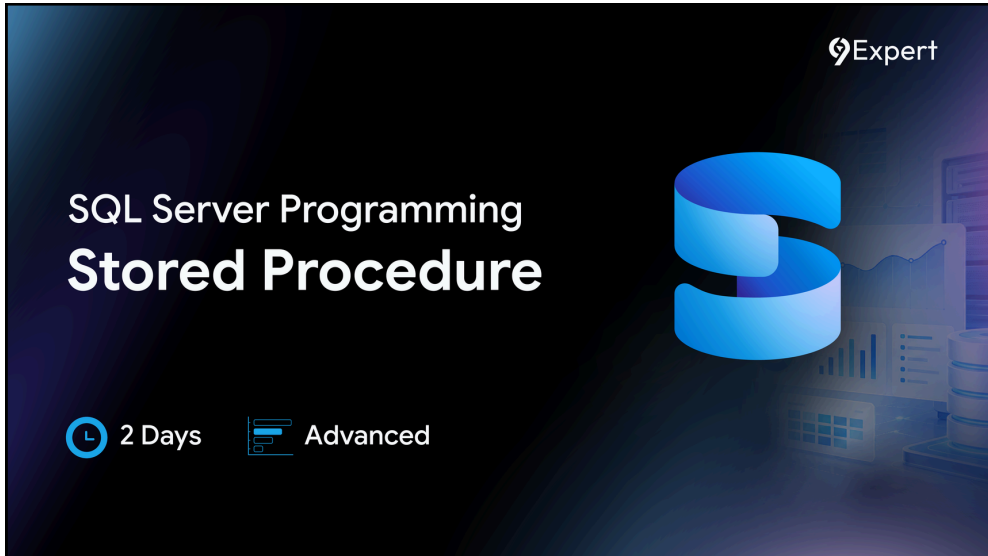 9Expert
SQL Server Programming
Stored Procedure
2 Days
Advanced